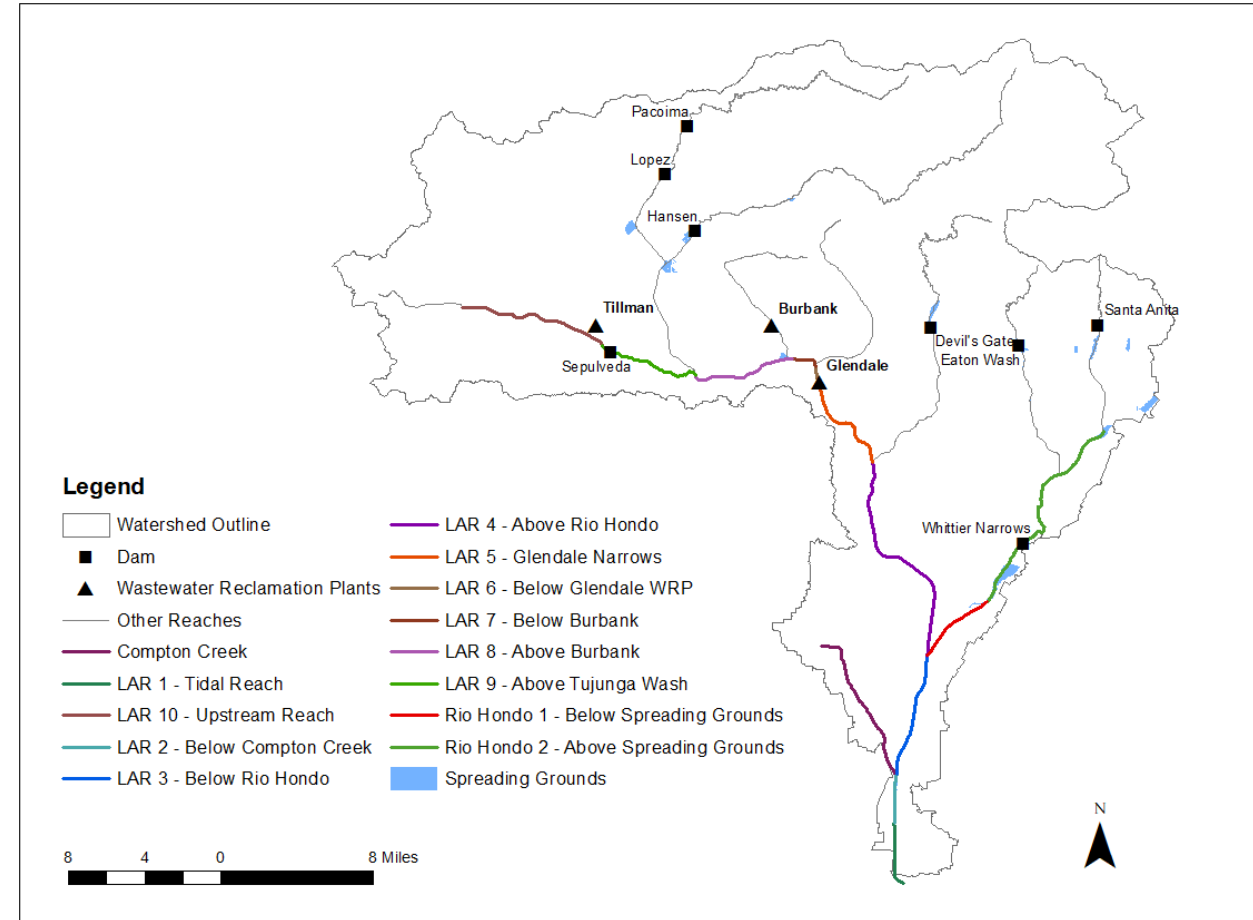 Pacoima
Lopez
Hansen
Tillman
Burbank
Santa Anita
Devil's Gate
Eaton Wash
Sepulveda
Glendale
Whittier Narrows
Legend
Watershed Outline
Dam
Wastewater Reclamation Plants
Other Reaches
Compton Creek
LAR 1 - Tidal Reach
LAR 10 - Upstream Reach
LAR 2 - Below Compton Creek
LAR 3 - Below Rio Hondo
LAR 4 - Above Rio Hondo
LAR 5 - Glendale Narrows
LAR 6 - Below Glendale WRP
LAR 7 - Below Burbank
LAR 8 - Above Burbank
LAR 9 - Above Tujunga Wash
Rio Hondo 1 - Below Spreading Grounds
Rio Hondo 2 - Above Spreading Grounds
Spreading Grounds
8 4 0 8 Miles
N